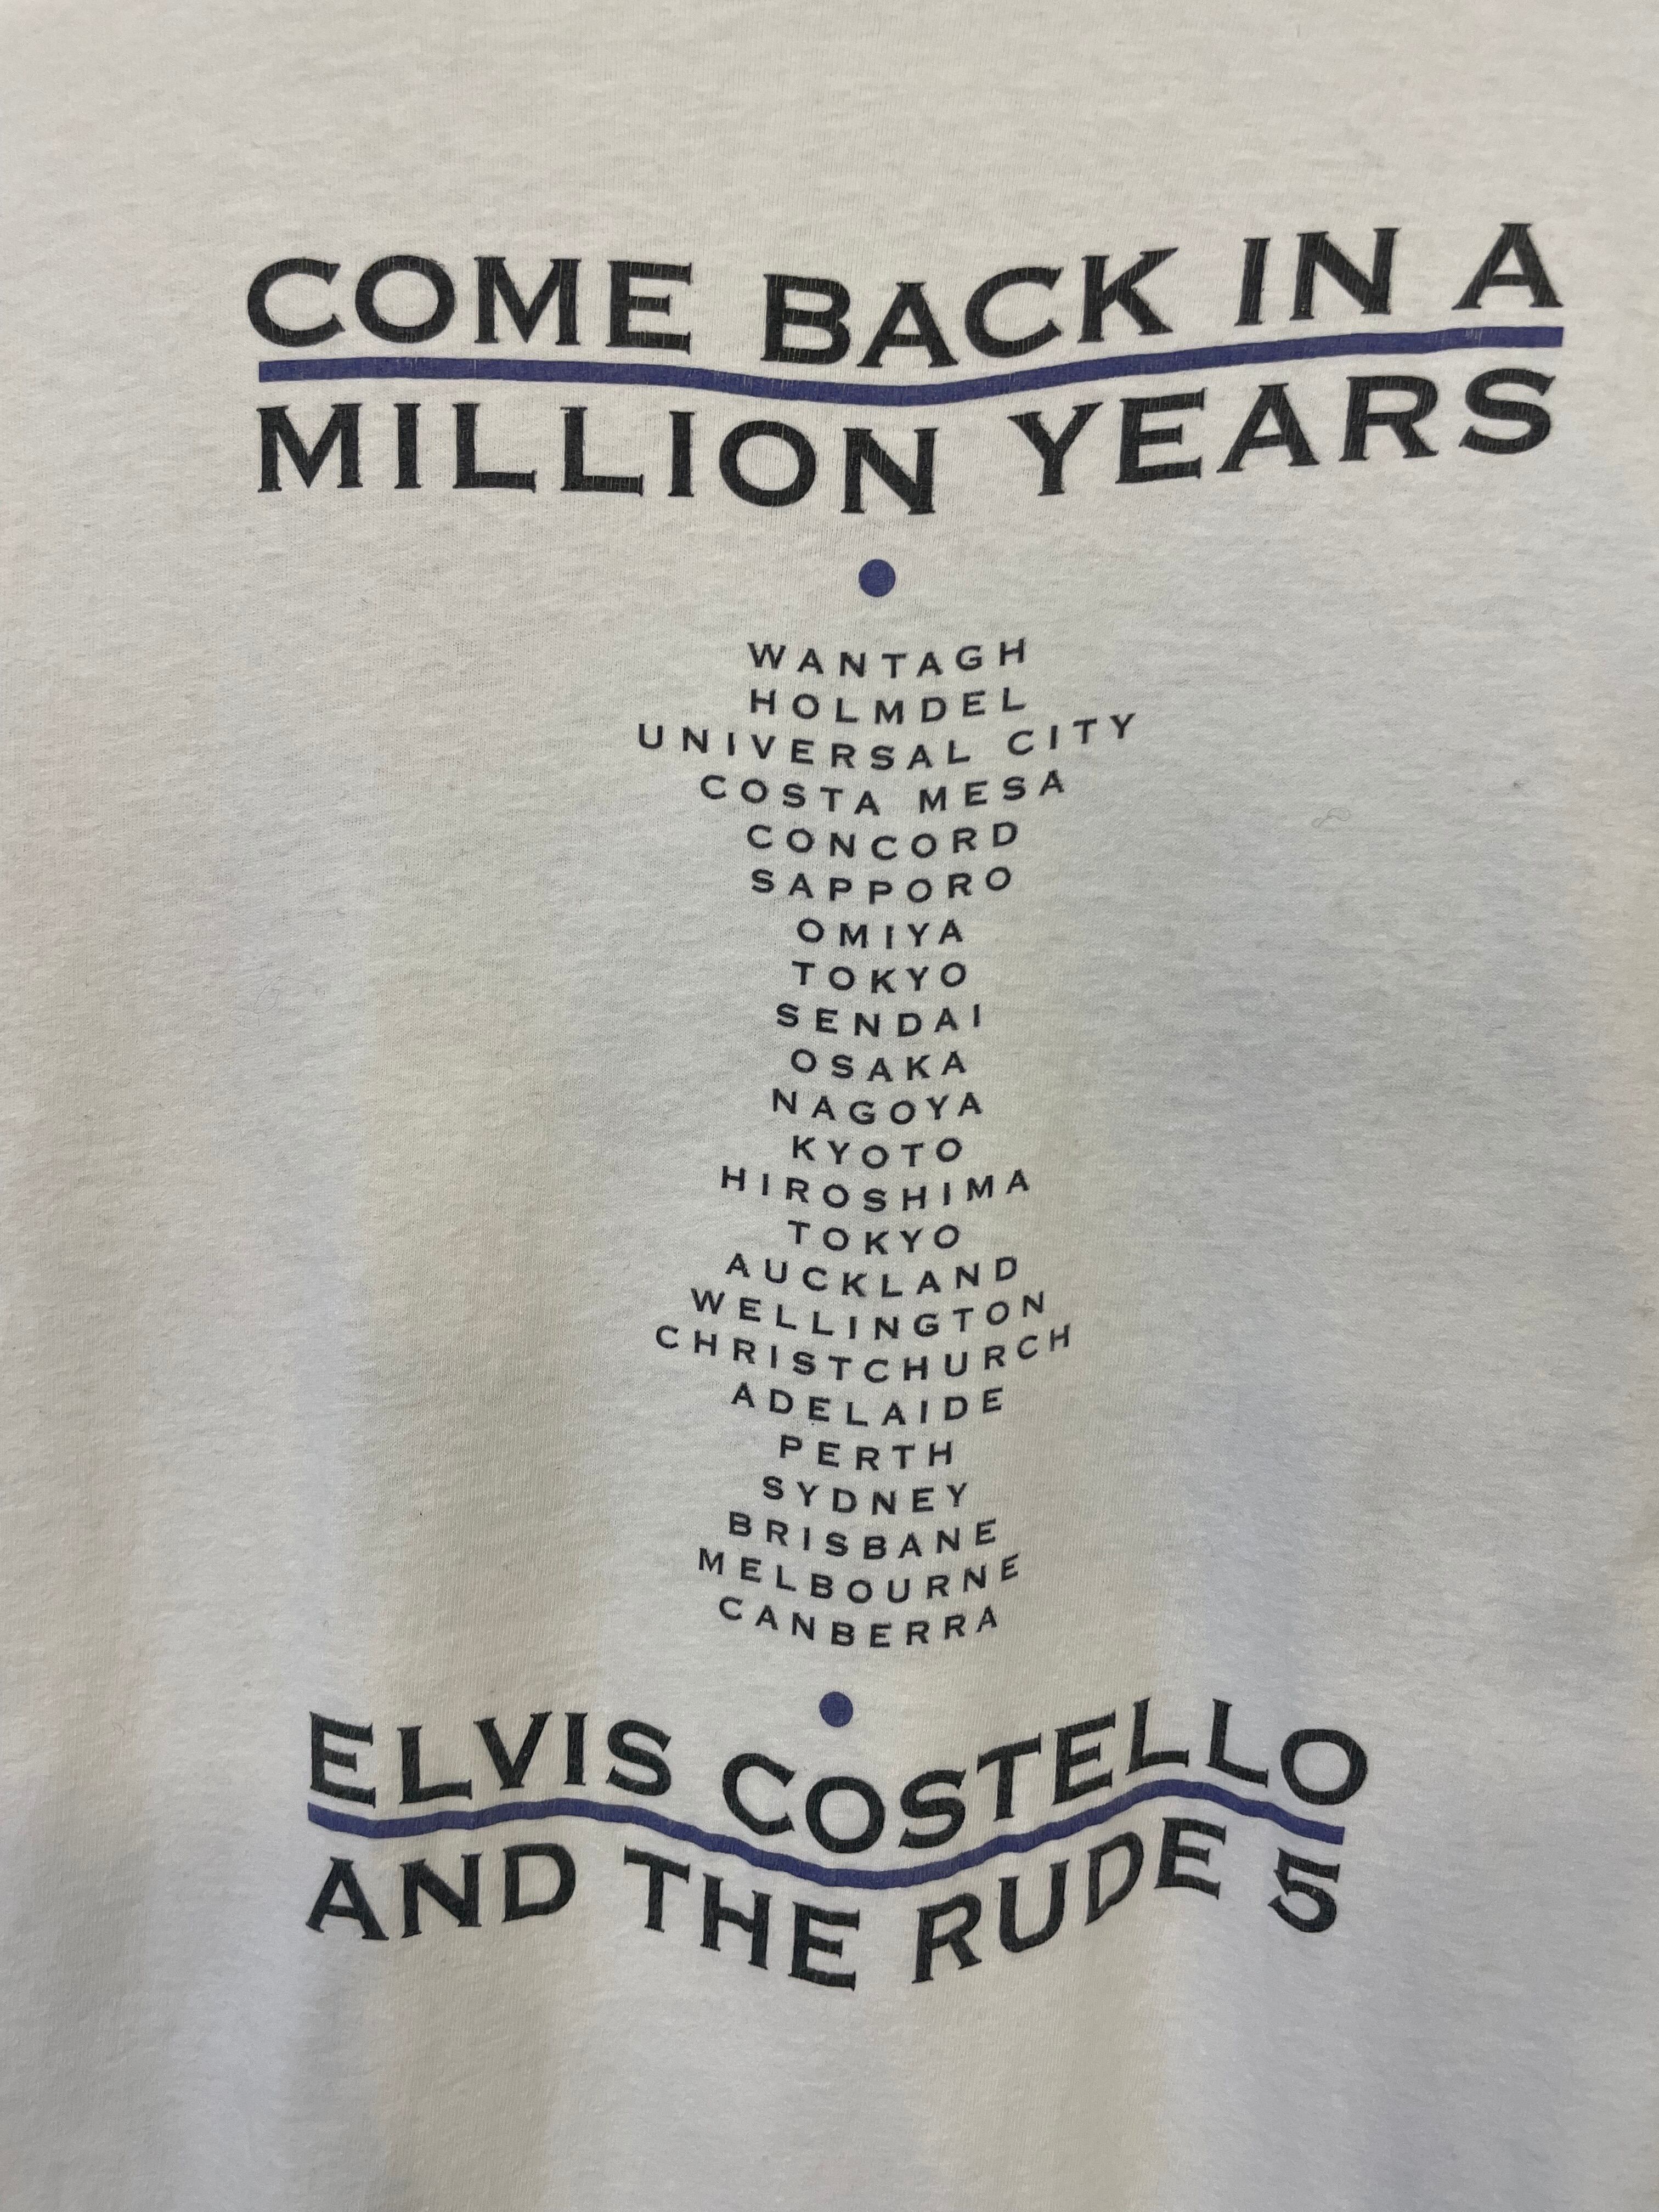 COME BACK IN A
MILLION YEARS
WANTAGH
HOLMDEL
UNIVERSAL CITY
COSTA MESA
CONCORD
SAPPORO
OMIYA
TOKYO
SENDAI
OSAKA
NAGOYA
KYOTO
HIROSHIMA
TOKYO
AUCKLAND
WELLINGTON
CHRISTCHURCH
ADELAIDE
PERTH
SYDNEY
BRISBANE
MELBOURNE
CANBERRA
ELVIS COSTELLO
AND THE RUDE 5